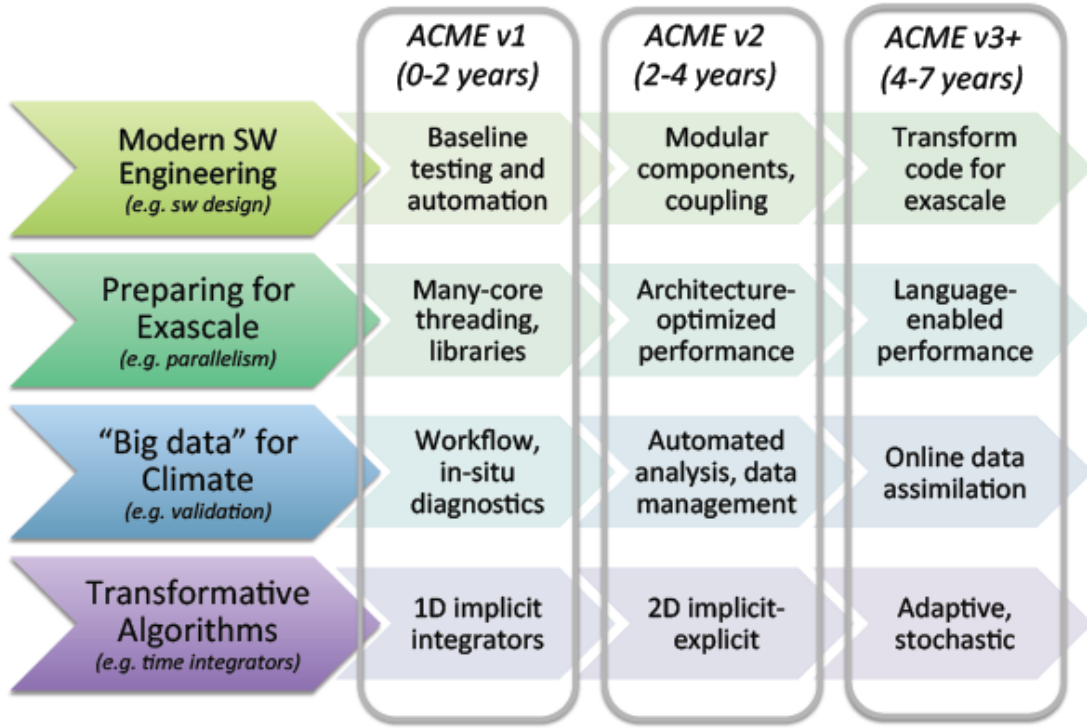 ACME v1
(0-2 years)
ACME v2
(2-4 years)
ACME v3+
(4-7 years)
Modern SW
Engineering
(e.g. sw design)
Baseline
testing and
automation
Modular
components,
coupling
Transform
code for
exascale
Preparing for
Exascale
(e.g. parallelism)
Many-core
threading,
libraries
Architecture-
optimized
performance
Language-
enabled
performance
“Big data” for
Climate
(e.g. validation)
Workflow,
in-situ
diagnostics
Automated
analysis, data
management
Online data
assimilation
Transformative
Algorithms
(e.g. time integrators)
1D implicit
integrators
2D implicit-
explicit
Adaptive,
stochastic